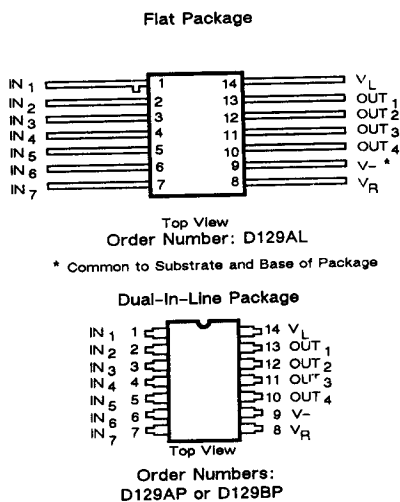 Flat Package
IN 1 1 14 VL
IN 2 2 13 OUT 1
IN 3 3 12 OUT 2
IN 4 4 11 OUT 3
IN 5 5 10 OUT 4
IN 6 6 9 V- *
IN 7 7 8 VR
Top View
Order Number: D129AL
* Common to Substrate and Base of Package
Dual-In-Line Package
IN 1 1 14 VL
IN 2 2 13 OUT 1
IN 3 3 12 OUT 2
IN 4 4 11 OUT 3
IN 5 5 10 OUT 4
IN 6 6 9 V-
IN 7 7 8 VR
Top View
Order Numbers:
D129AP or D129BP